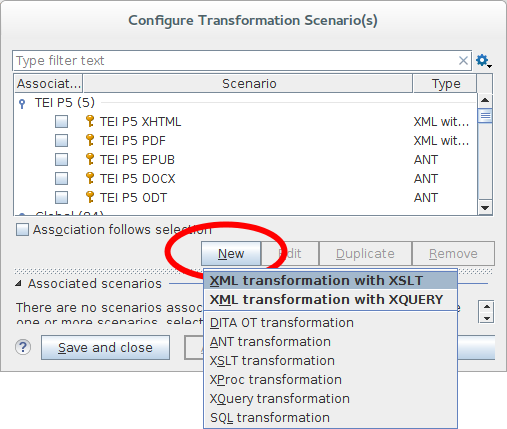 Configure Transformation Scenario(s)
Type filter text
Associat... Scenario Type
TEI P5 (5)
TEI P5 XHTML XML wit...
TEI P5 PDF XML wit...
TEI P5 EPUB ANT
TEI P5 DOCX ANT
TEI P5 ODT ANT
Association follows selection
New Edit Duplicate Remove
Associated scenarios
XML transformation with XSLT
XML transformation with XQUERY
There are no scenarios assoc
one or more scenarios, select
DITA OT transformation
ANT transformation
XSLT transformation
XProc transformation
XQuery transformation
SQL transformation
? Save and close